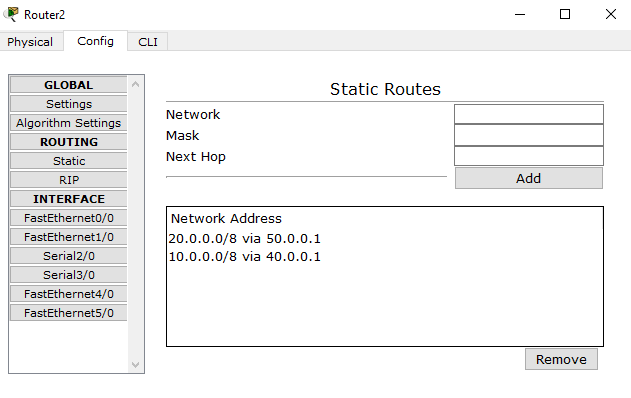 Router2
Physical Config CLI
GLOBAL
Settings
Algorithm Settings
ROUTING
Static
RIP
INTERFACE
FastEthernet0/0
FastEthernet1/0
Serial2/0
Serial3/0
FastEthernet4/0
FastEthernet5/0
Static Routes
Network
Mask
Next Hop
Add
Network Address
20.0.0.0/8 via 50.0.0.1
10.0.0.0/8 via 40.0.0.1
Remove